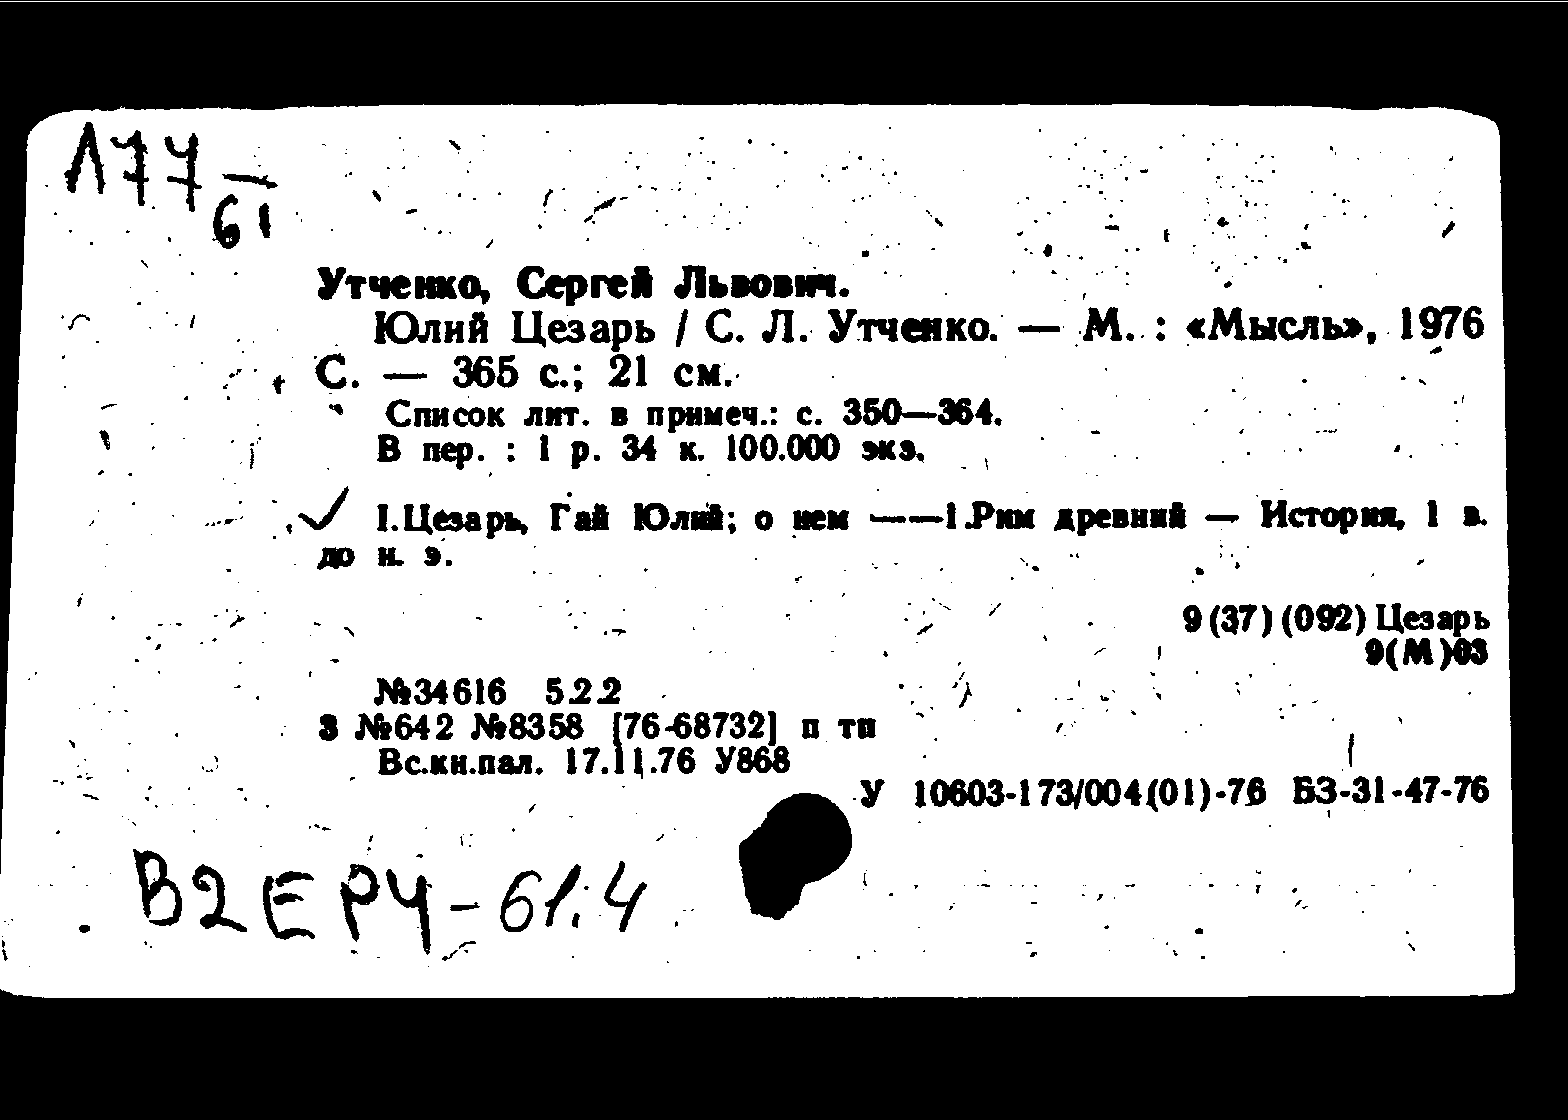 Л77
61
Утченко, Сергей Львович.
Юлий Цезарь / С. Л. Утченко. — М. : «Мысль», 1976
С. — 365 с.; 21 см.
Список лит. в примеч.: с. 350—364.
В пер. : 1 р. 34 к. 100.000 экз.
I.Цезарь, Гай Юлий; о нем ——1.Рим древний — История, 1 в.
до н. э.
9(37)(092) Цезарь
9(М)03
№34616 5.2.2
3 №642 №8358 [76-68732] п тп
Вс.кн.пал. 17.11.76 У868
У 10603-173/004(01)-76 БЗ-31-47-76
В2ЕРУ-61.4